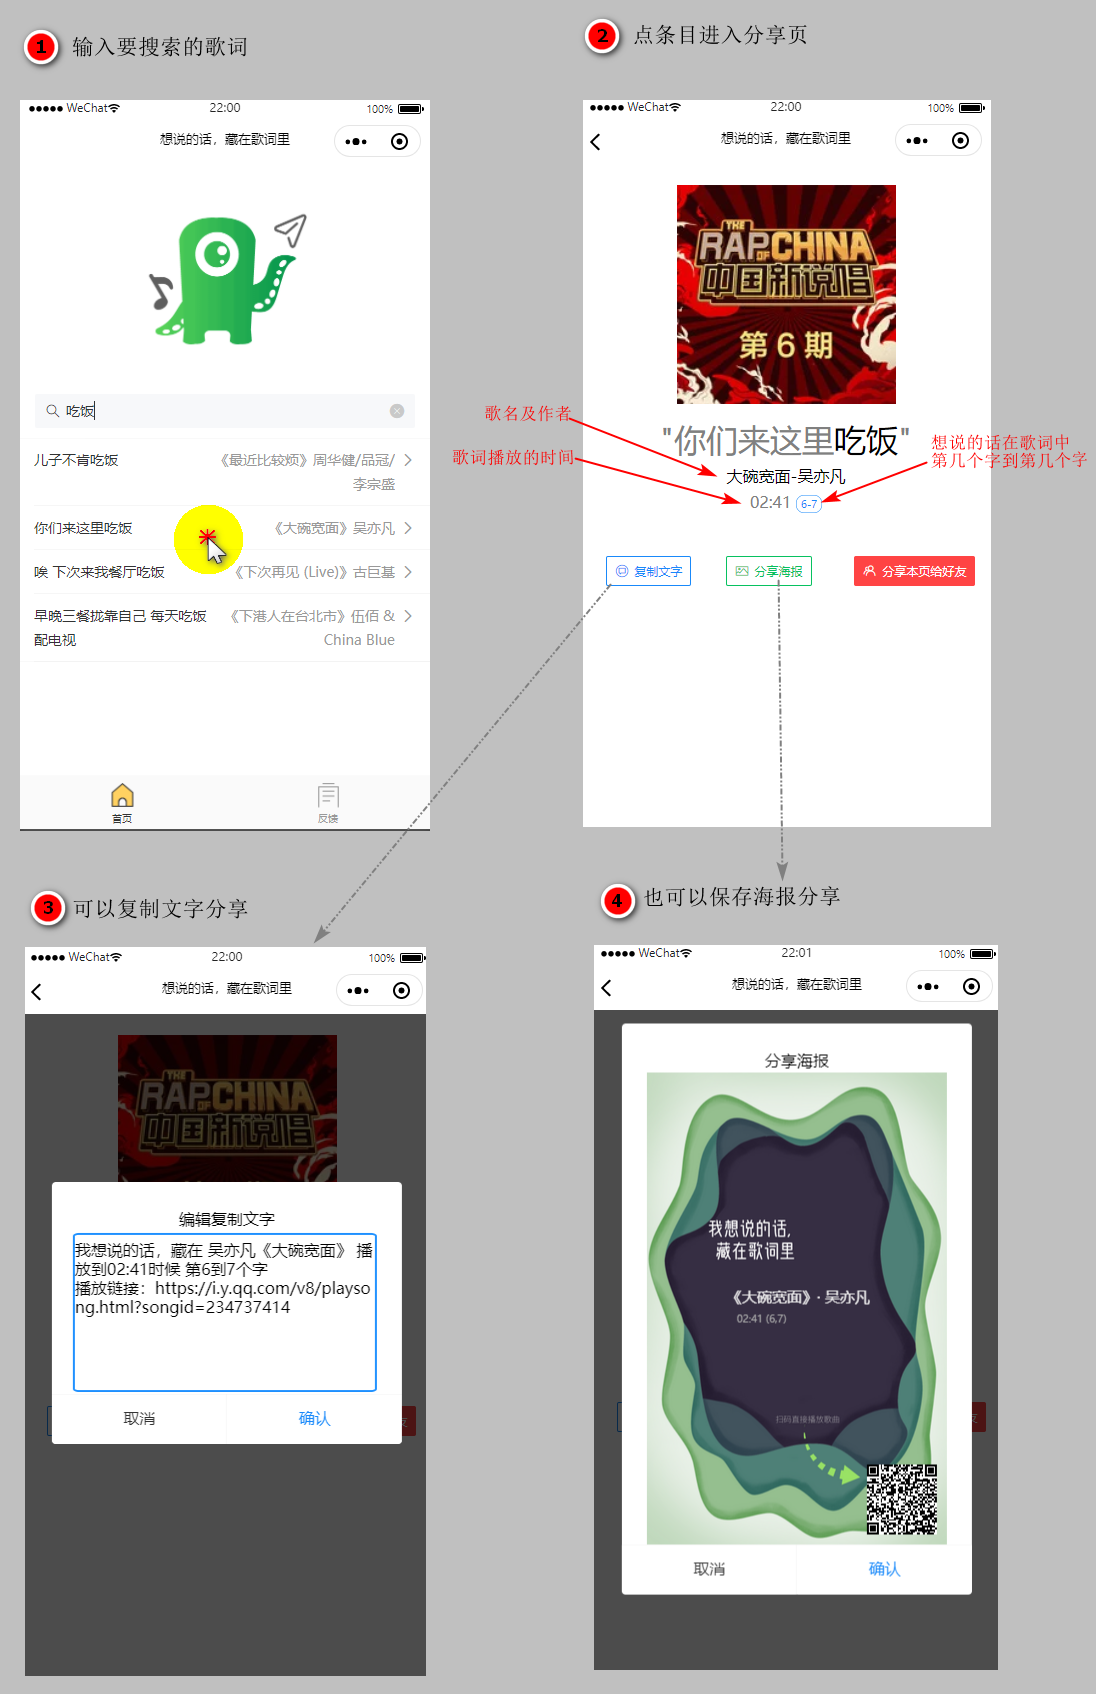 1 输入要搜索的歌词
WeChat 22:00 100%
想说的话，藏在歌词里
吃饭
儿子不肯吃饭 《最近比较烦》周华健/品冠/
李宗盛
你们来这里吃饭 《大碗宽面》吴亦凡
唉 下次来我餐厅吃饭 《下次再见 (Live)》古巨基
早晚三餐拢靠自己 每天吃饭 《下港人在台北市》伍佰 &
配电视 China Blue
首页 反馈
2 点条目进入分享页
WeChat 22:00 100%
想说的话，藏在歌词里
THE
RAP OF CHINA
中国新说唱
第 6 期
歌名及作者
"你们来这里吃饭"
想说的话在歌词中
第几个字到第几个字
歌词播放的时间
大碗宽面-吴亦凡
02:41 6-7
复制文字 分享海报 分享本页给好友
3 可以复制文字分享
WeChat 22:00 100%
想说的话，藏在歌词里
THE
RAP OF CHINA
中国新说唱
编辑复制文字
我想说的话，藏在 吴亦凡《大碗宽面》 播
放到02:41时候 第6到7个字
播放链接：https://i.y.qq.com/v8/playso
ng.html?songid=234737414
取消 确认
友
4 也可以保存海报分享
WeChat 22:01 100%
想说的话，藏在歌词里
分享海报
我想说的话，
藏在歌词里
《大碗宽面》· 吴亦凡
02:41 (6,7)
扫码直接播放歌曲
取消 确认
友